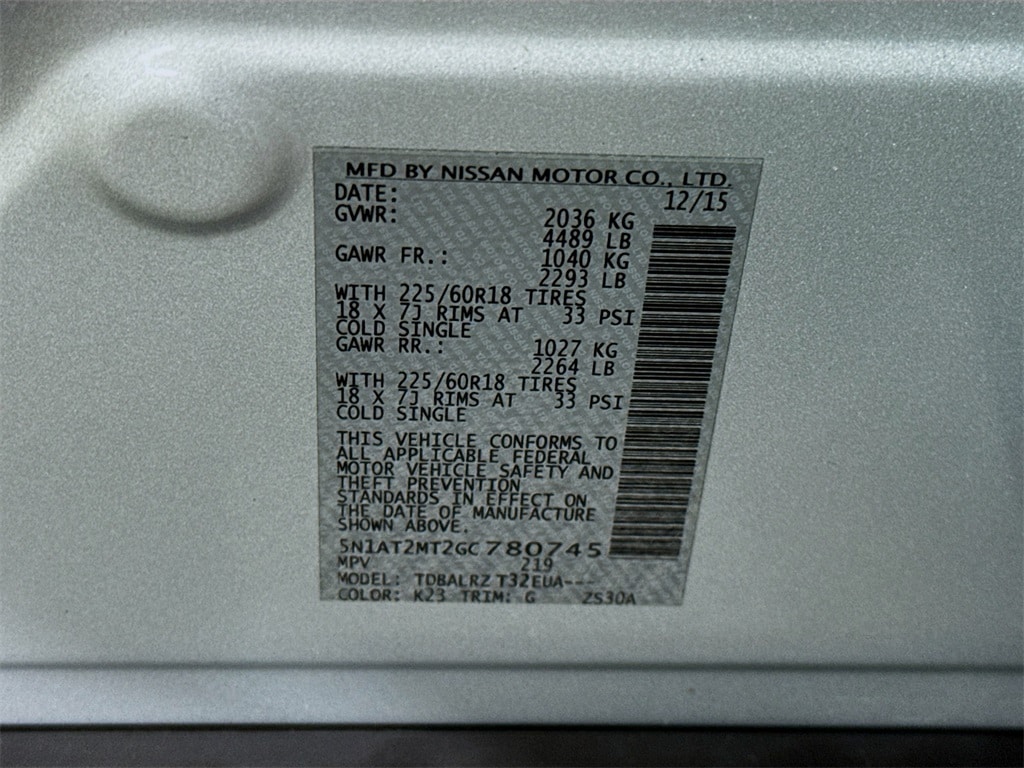 MFD BY NISSAN MOTOR CO., LTD.
DATE: 12/15
GVWR: 2036 KG
4489 LB
GAWR FR.: 1040 KG
2293 LB
WITH 225/60R18 TIRES
18 X 7J RIMS AT 33 PSI
COLD SINGLE
GAWR RR.: 1027 KG
2264 LB
WITH 225/60R18 TIRES
18 X 7J RIMS AT 33 PSI
COLD SINGLE
THIS VEHICLE CONFORMS TO
ALL APPLICABLE FEDERAL
MOTOR VEHICLE SAFETY AND
THEFT PREVENTION
STANDARDS IN EFFECT ON
THE DATE OF MANUFACTURE
SHOWN ABOVE.
5N1AT2MT2GC780745
MPV 219
MODEL: TDBALRZ T32EUA---
COLOR: K23 TRIM: G ZS30A